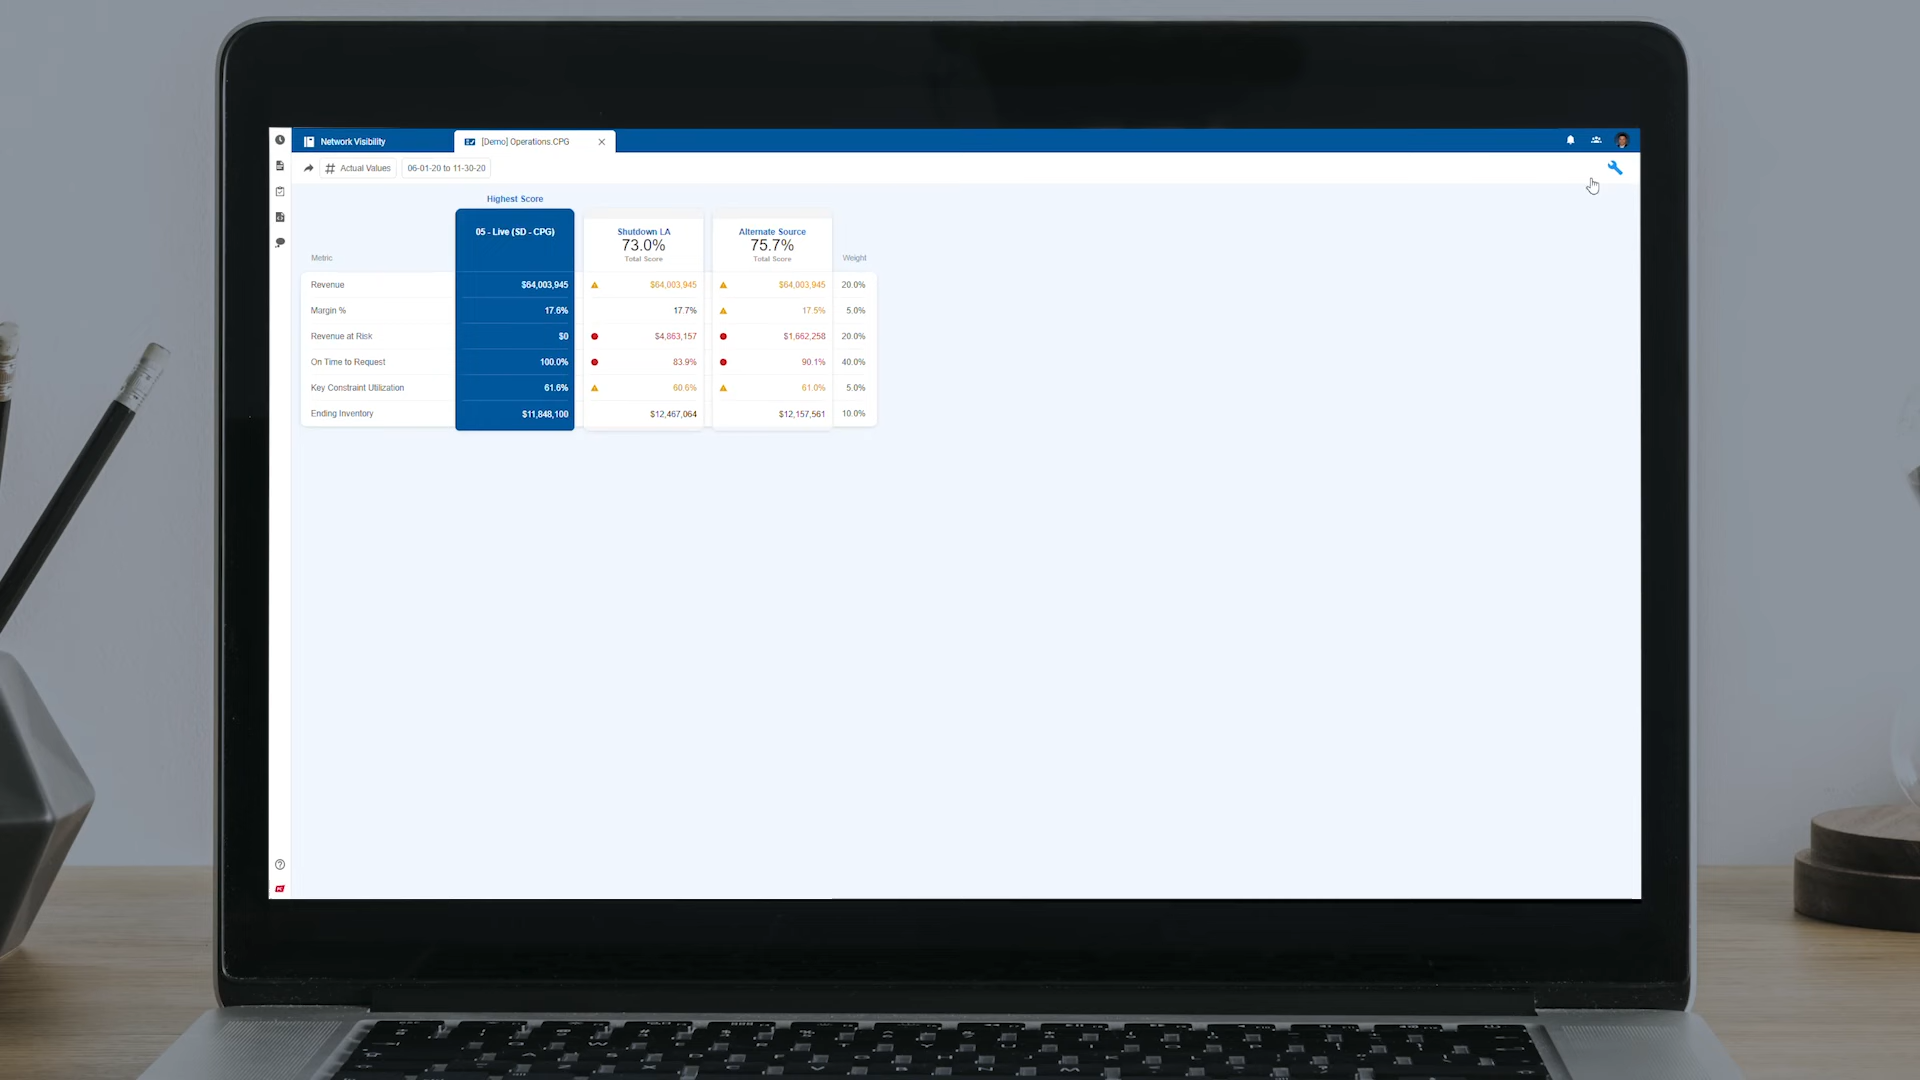 Network Visibility
[Demo] Operations.CPG
Actual Values
06-01-20 to 11-30-20
Highest Score
05 - Live (SD - CPG)
Shutdown LA
73.0%
Total Score
Alternate Source
75.7%
Total Score
Metric
Weight
Revenue $64,003,945 $64,003,945 $64,003,945 20.0%
Margin % 17.6% 17.7% 17.5% 5.0%
Revenue at Risk $0 $4,863,157 $1,662,258 20.0%
On Time to Request 100.0% 83.9% 90.1% 40.0%
Key Constraint Utilization 61.6% 60.6% 61.0% 5.0%
Ending Inventory $11,848,100 $12,467,064 $12,157,561 10.0%